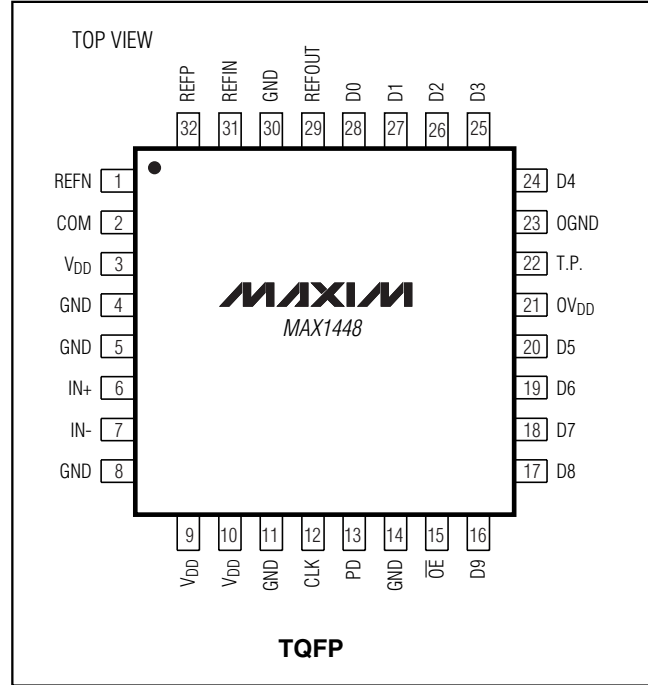 TOP VIEW
REFP
REFIN
GND
REFOUT
D0
D1
D2
D3
32 31 30 29 28 27 26 25
REFN 1
COM 2
VDD 3
GND 4
GND 5
IN+ 6
IN- 7
GND 8
24 D4
23 OGND
22 T.P.
21 OVDD
20 D5
19 D6
18 D7
17 D8
MAXIM
MAX1448
9 10 11 12 13 14 15 16
VDD
VDD
GND
CLK
PD
GND
O̅E̅
D9
TQFP